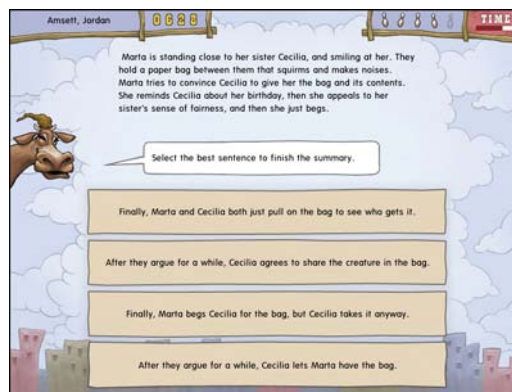 Amsett, Jordan
0020
TIME
Marta is standing close to her sister Cecilia, and smiling at her. They
hold a paper bag between them that squirms and makes noises.
Marta tries to convince Cecilia to give her the bag and its contents.
She reminds Cecilia about her birthday, then she appeals to her
sister's sense of fairness, and then she just begs.
Select the best sentence to finish the summary.
Finally, Marta and Cecilia both just pull on the bag to see who gets it.
After they argue for a while, Cecilia agrees to share the creature in the bag.
Finally, Marta begs Cecilia for the bag, but Cecilia takes it anyway.
After they argue for a while, Cecilia lets Marta have the bag.